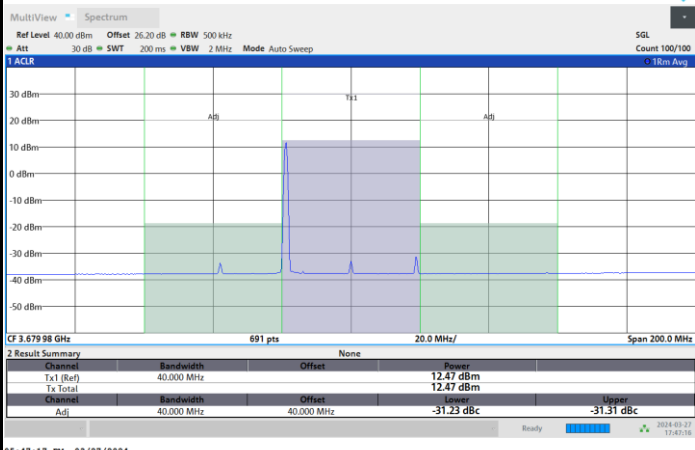 MultiView Spectrum
Ref Level 40.00 dBm Offset 26.20 dB RBW 500 kHz SGL
Att 30 dB SWT 200 ms VBW 2 MHz Mode Auto Sweep Count 100/100
1 ACLR 1Rm Avg
30 dBm
Tx1
20 dBm
Adj Adj
10 dBm
0 dBm
-10 dBm
-20 dBm
-30 dBm
-40 dBm
-50 dBm
CF 3.67998 GHz 691 pts 20.0 MHz/ Span 200.0 MHz
2 Result Summary None
Channel Bandwidth Offset Power
Tx1 (Ref) 40.000 MHz 12.47 dBm
Tx Total 12.47 dBm
Channel Bandwidth Offset Lower Upper
Adj 40.000 MHz 40.000 MHz -31.23 dBc -31.31 dBc
Ready 2024-03-27
17:47:16